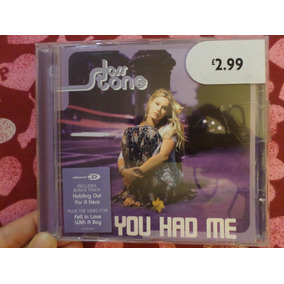 joss
stone
£2.99
enhanced
INCLUDES
BONUS TRACK
Holding Out
For A Hero
PLUS THE VIDEO FOR
Fell In Love
With A Boy
YOU HAD ME